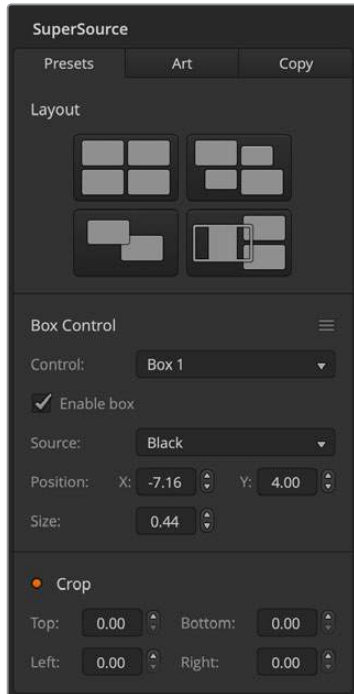 SuperSource
Presets Art Copy
Layout
Box Control
Control: Box 1
Enable box
Source: Black
Position: X: -7.16 Y: 4.00
Size: 0.44
Crop
Top: 0.00 Bottom: 0.00
Left: 0.00 Right: 0.00